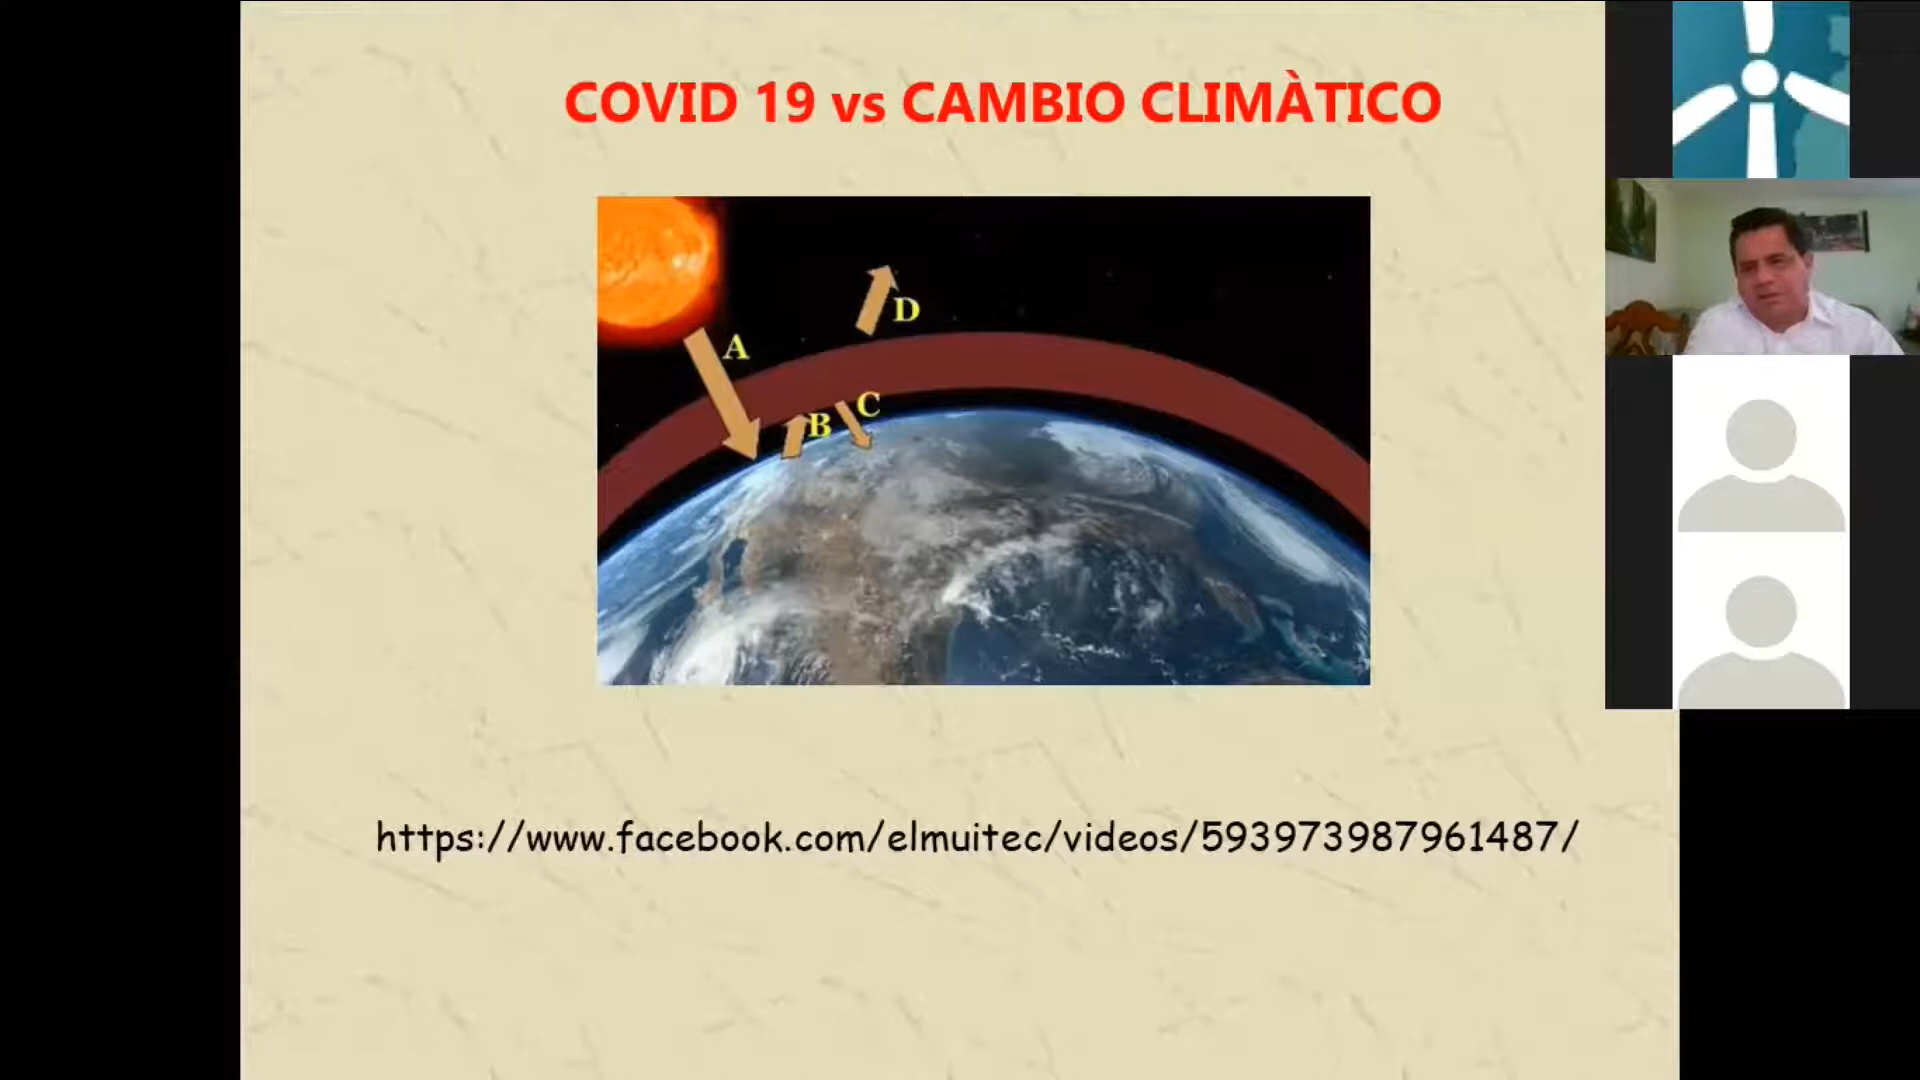 COVID 19 vs CAMBIO CLIMÀTICO
D
A
C
B
https://www.facebook.com/elmuitec/videos/593973987961487/